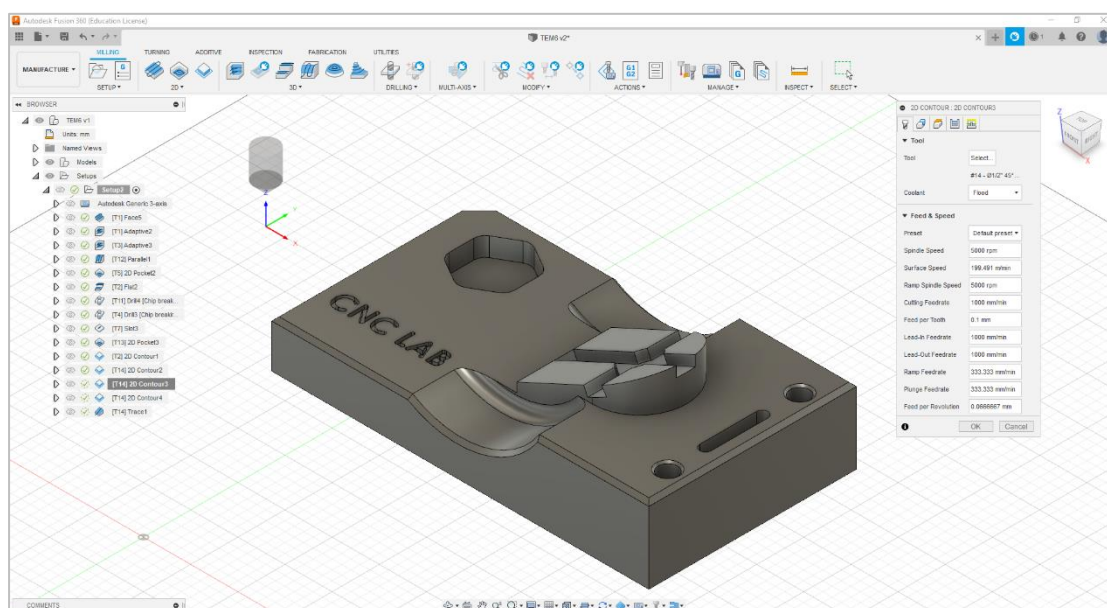 Autodesk Fusion 360 (Education License)
TEM6 v2*
1
MILLING TURNING ADDITIVE INSPECTION FABRICATION UTILITIES
MANUFACTURE
G1
G2
G
G
SETUP 2D 3D DRILLING MULTI-AXIS MODIFY ACTIONS MANAGE INSPECT SELECT
BROWSER
TEM6 v1
Units: mm
Named Views
Models
Setups
Setup2
Autodesk Generic 3-axis
[T1] Face5
[T1] Adaptive2
[T3] Adaptive3
[T12] Parallel1
[T5] 2D Pocket2
[T2] Flat2
[T11] Drill4 (Chip break...
[T4] Drill3 (Chip break...
[T7] Slot3
[T13] 2D Pocket3
[T2] 2D Contour1
[T14] 2D Contour2
[T14] 2D Contour3
[T14] 2D Contour4
[T14] Trace1
Z
Y
X
CNC LAB
2D CONTOUR : 2D CONTOUR3
Tool
Tool Select...
#14 - Ø1/2" 45°...
Coolant Flood
Feed & Speed
Preset Default preset
Spindle Speed 5000 rpm
Surface Speed 199.491 m/min
Ramp Spindle Speed 5000 rpm
Cutting Feedrate 1000 mm/min
Feed per Tooth 0.1 mm
Lead-In Feedrate 1000 mm/min
Lead-Out Feedrate 1000 mm/min
Ramp Feedrate 333.333 mm/min
Plunge Feedrate 333.333 mm/min
Feed per Revolution 0.0666667 mm
OK Cancel
Z
TOP
FRONT RIGHT
X
COMMENTS